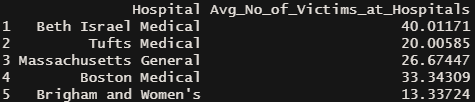 Hospital Avg_No_of_Victims_at_Hospitals
1 Beth Israel Medical 40.01171
2 Tufts Medical 20.00585
3 Massachusetts General 26.67447
4 Boston Medical 33.34309
5 Brigham and Women's 13.33724